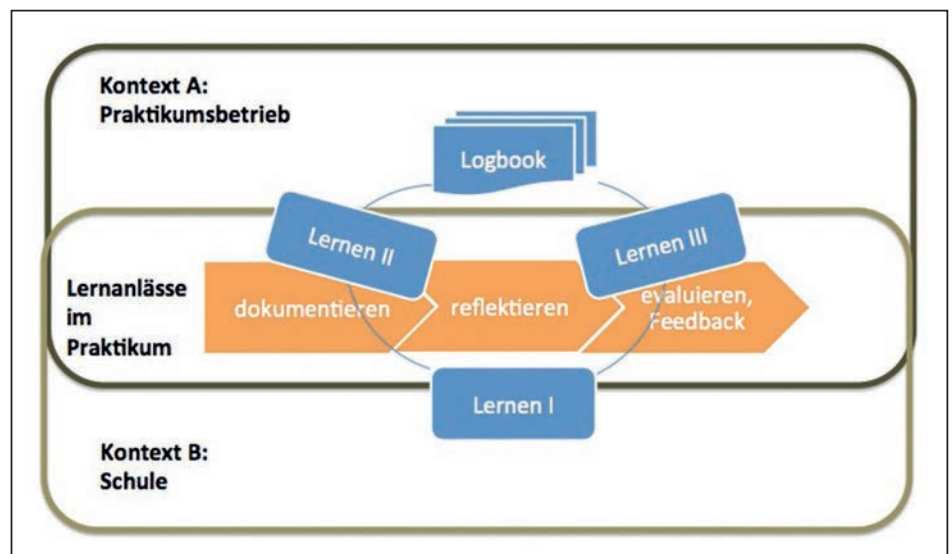 Kontext A:
Praktikumsbetrieb
Logbook
Lernen II
Lernen III
Lernanlässe
im
Praktikum
dokumentieren
reflektieren
evaluieren,
Feedback
Lernen I
Kontext B:
Schule